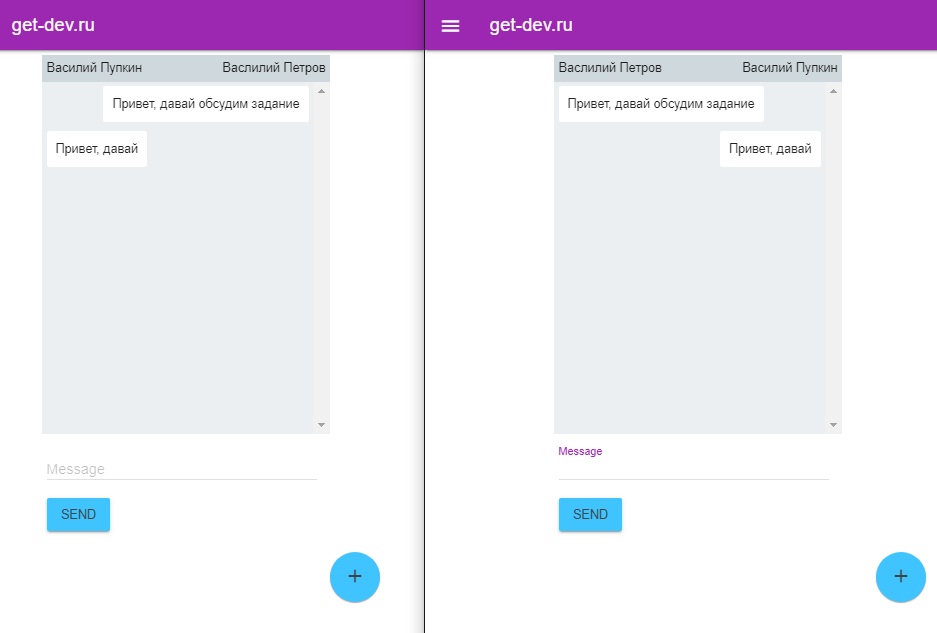 get-dev.ru
Василий Пупкин Васлилий Петров
Привет, давай обсудим задание
Привет, давай
Message
SEND
+
get-dev.ru
Васлилий Петров Василий Пупкин
Привет, давай обсудим задание
Привет, давай
Message
SEND
+